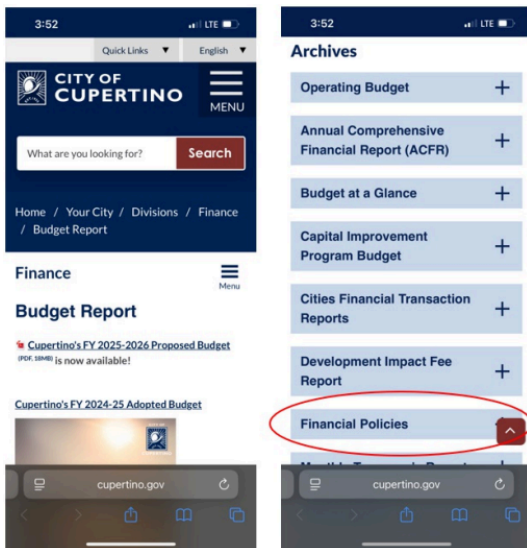 3:52
LTE
Quick Links ▼ English ▼
CITY OF
CUPERTINO
MENU
What are you looking for?
Search
Home / Your City / Divisions / Finance
/ Budget Report
Finance
Menu
Budget Report
Cupertino's FY 2025-2026 Proposed Budget
(PDF, 18MB) is now available!
Cupertino's FY 2024-25 Adopted Budget
cupertino.gov
3:52
LTE
Archives
Operating Budget
Annual Comprehensive
Financial Report (ACFR)
Budget at a Glance
Capital Improvement
Program Budget
Cities Financial Transaction
Reports
Development Impact Fee
Report
Financial Policies
cupertino.gov